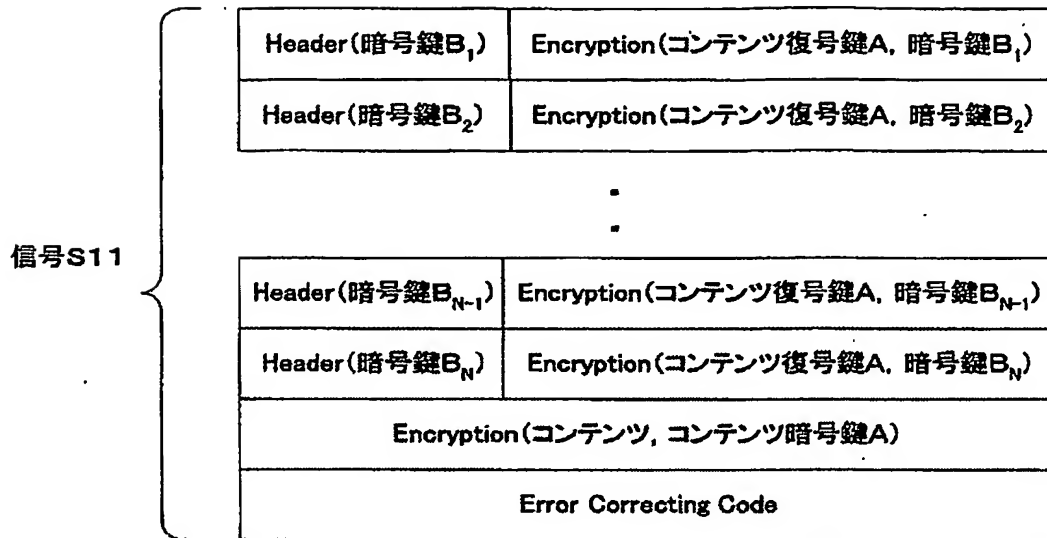 Header(暗号鍵B1) Encryption(コンテンツ復号鍵A, 暗号鍵B1)
Header(暗号鍵B2) Encryption(コンテンツ復号鍵A, 暗号鍵B2)
信号S11
Header(暗号鍵BN-1) Encryption(コンテンツ復号鍵A, 暗号鍵BN-1)
Header(暗号鍵BN) Encryption(コンテンツ復号鍵A, 暗号鍵BN)
Encryption(コンテンツ, コンテンツ暗号鍵A)
Error Correcting Code